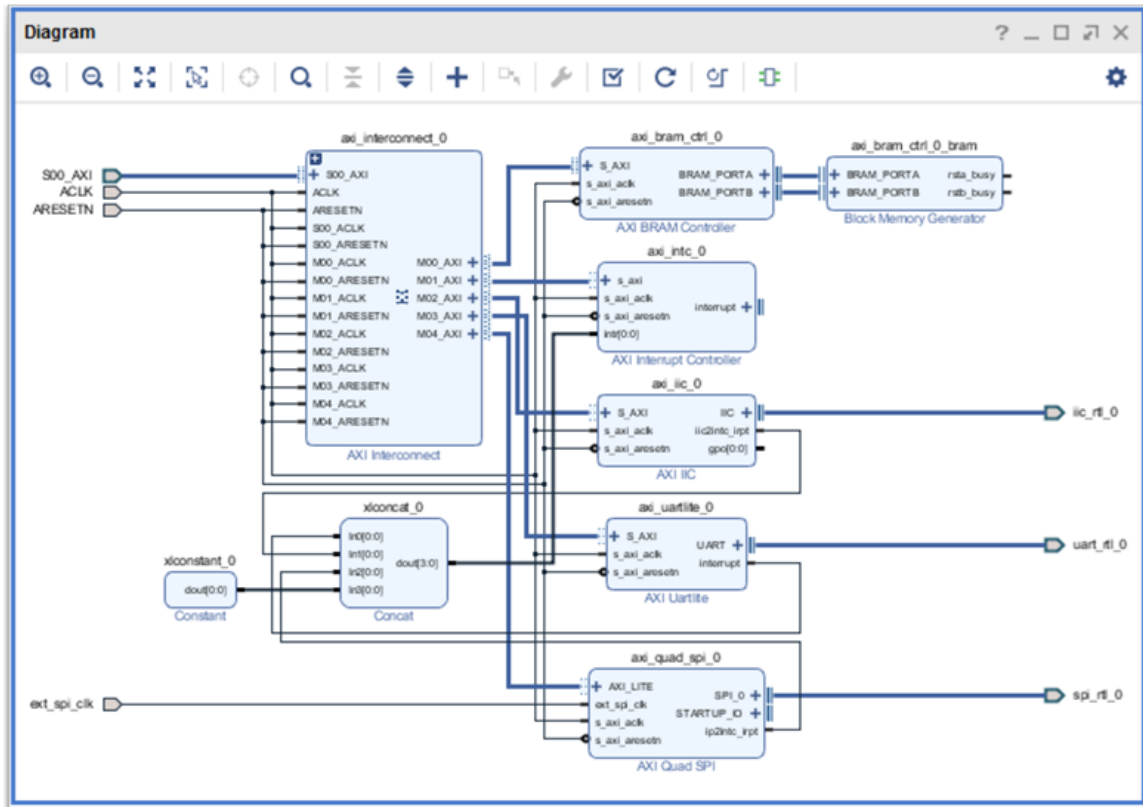 Diagram
S00_AXI
ACLK
ARESETN
ext_spi_clk
axi_interconnect_0
S00_AXI
ACLK
ARESETN
S00_ACLK
S00_ARESETN
M00_ACLK
M00_ARESETN
M01_ACLK
M01_ARESETN
M02_ACLK
M02_ARESETN
M03_ACLK
M03_ARESETN
M04_ACLK
M04_ARESETN
M00_AXI
M01_AXI
M02_AXI
M03_AXI
M04_AXI
AXI Interconnect
axi_bram_ctrl_0
S_AXI
s_axi_aclk
s_axi_aresetn
BRAM_PORTA
BRAM_PORTB
AXI BRAM Controller
axi_bram_ctrl_0_bram
BRAM_PORTA
BRAM_PORTB
rsta_busy
rstb_busy
Block Memory Generator
axi_intc_0
s_axi
s_axi_aclk
s_axi_aresetn
intr[0:0]
interrupt
AXI Interrupt Controller
axi_iic_0
S_AXI
s_axi_aclk
s_axi_aresetn
IIC
iic2intc_irpt
gpo[0:0]
AXI IIC
iic_rtl_0
xlconstant_0
dout[0:0]
Constant
xlconcat_0
In0[0:0]
In1[0:0]
In2[0:0]
In3[0:0]
dout[3:0]
Concat
axi_uartlite_0
S_AXI
s_axi_aclk
s_axi_aresetn
UART
interrupt
AXI Uartlite
uart_rtl_0
axi_quad_spi_0
AXI_LITE
ext_spi_clk
s_axi_aclk
s_axi_aresetn
SPI_0
STARTUP_IO
ip2intc_irpt
AXI Quad SPI
spi_rtl_0